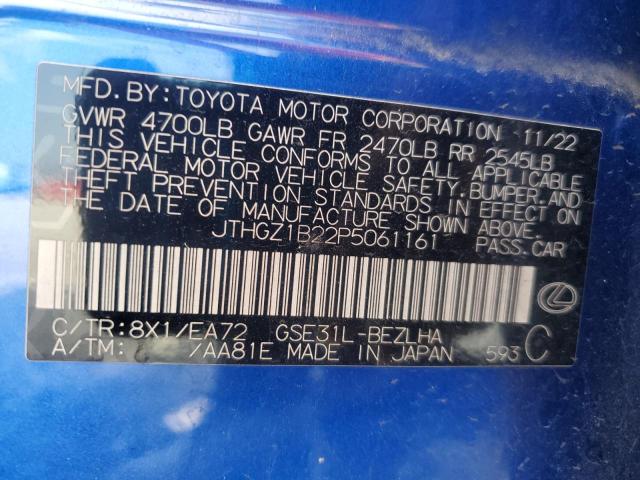 MFD.BY:TOYOTA MOTOR CORPORATION 11/22
GVWR 4700LB GAWR FR 2470LB RR 2545LB
THIS VEHICLE CONFORMS TO ALL APPLICABLE
FEDERAL MOTOR VEHICLE SAFETY,BUMPER,AND
THEFT PREVENTION STANDARDS IN EFFECT ON
THE DATE OF MANUFACTURE SHOWN ABOVE.
JTHGZ1B22P5061161 PASS.CAR
C/TR:8X1/EA72 GSE31L-BEZLHA C
A/TM: /AA81E MADE IN JAPAN 593